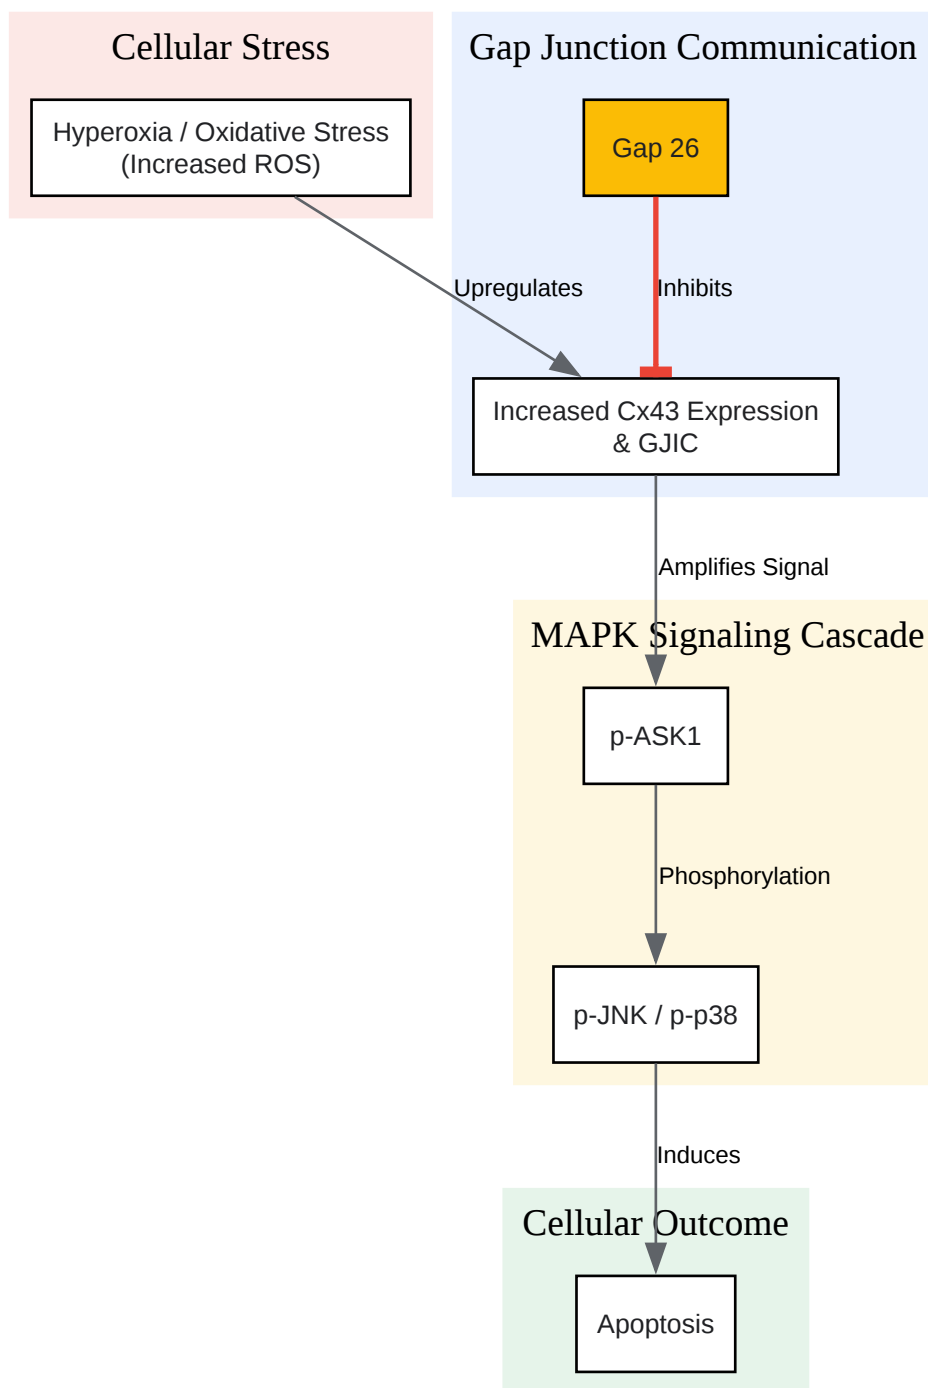 Cellular Stress
Gap Junction Communication
Hyperoxia / Oxidative Stress
(Increased ROS)
Gap 26
Upregulates
Inhibits
Increased Cx43 Expression
& GJIC
Amplifies Signal
MAPK Signaling Cascade
p-ASK1
Phosphorylation
p-JNK / p-p38
Induces
Cellular Outcome
Apoptosis